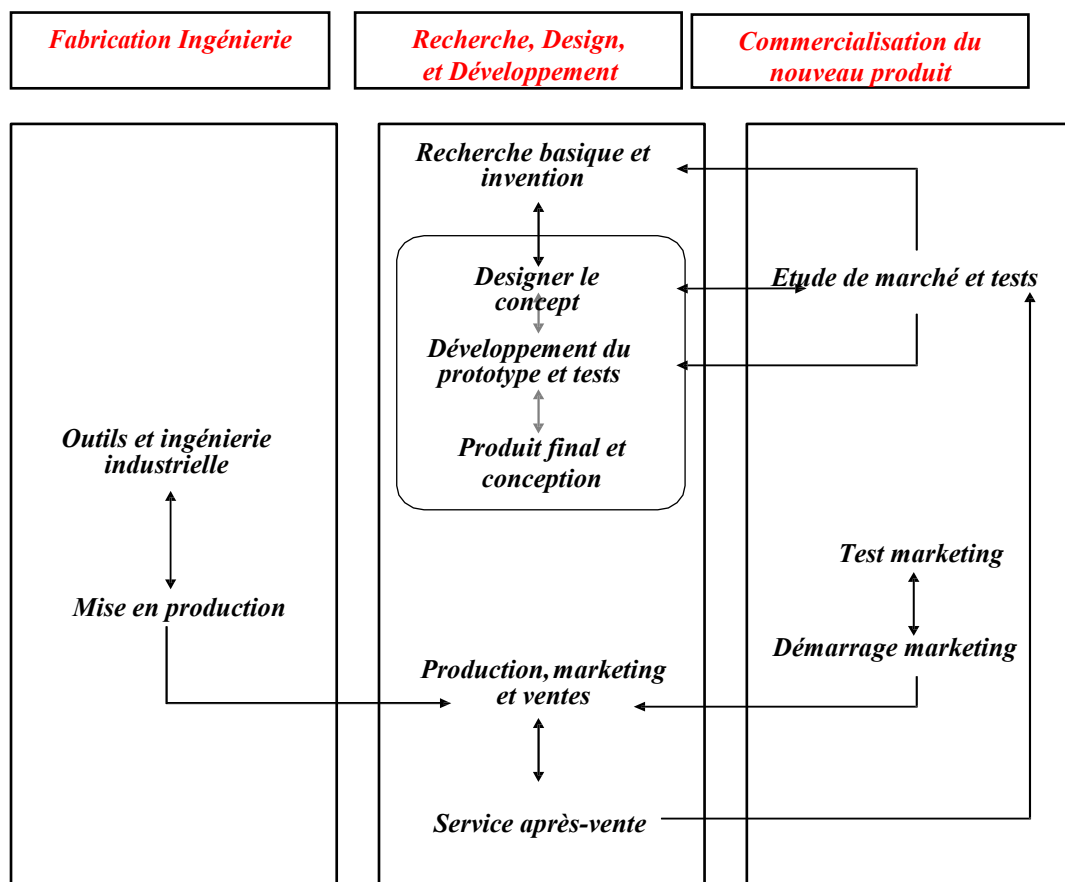 Fabrication Ingénierie
Recherche, Design,
et Développement
Commercialisation du
nouveau produit
Recherche basique et
invention
Designer le
concept
Etude de marché et tests
Développement du
prototype et tests
Outils et ingénierie
industrielle
Produit final et
conception
Test marketing
Mise en production
Démarrage marketing
Production, marketing
et ventes
Service après-vente